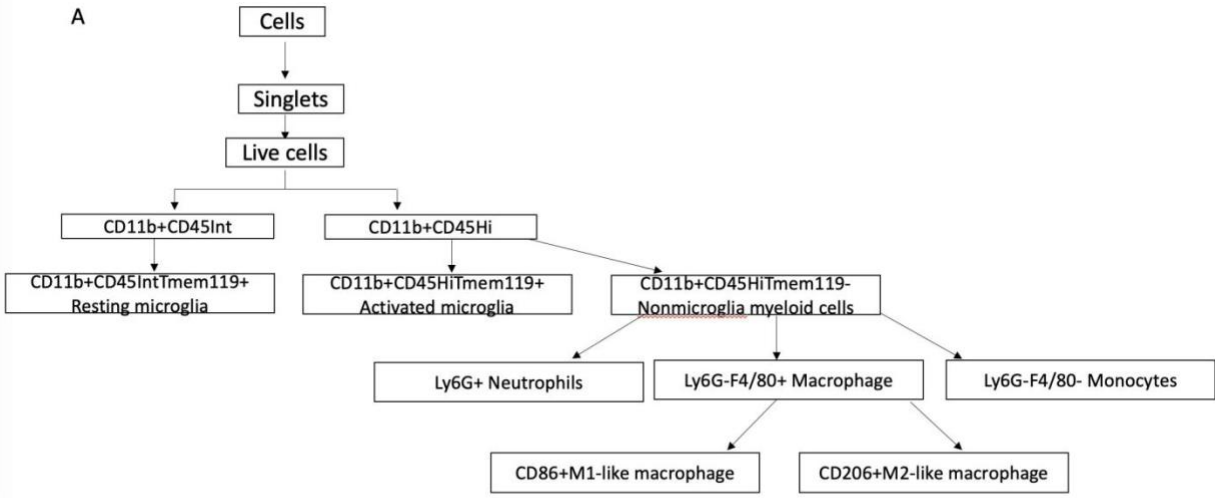 A
Cells
Singlets
Live cells
CD11b+CD45Int
CD11b+CD45Hi
CD11b+CD45IntTmem119+
Resting microglia
CD11b+CD45HiTmem119+
Activated microglia
CD11b+CD45HiTmem119-
Nonmicroglia myeloid cells
Ly6G+ Neutrophils
Ly6G-F4/80+ Macrophage
Ly6G-F4/80- Monocytes
CD86+M1-like macrophage
CD206+M2-like macrophage